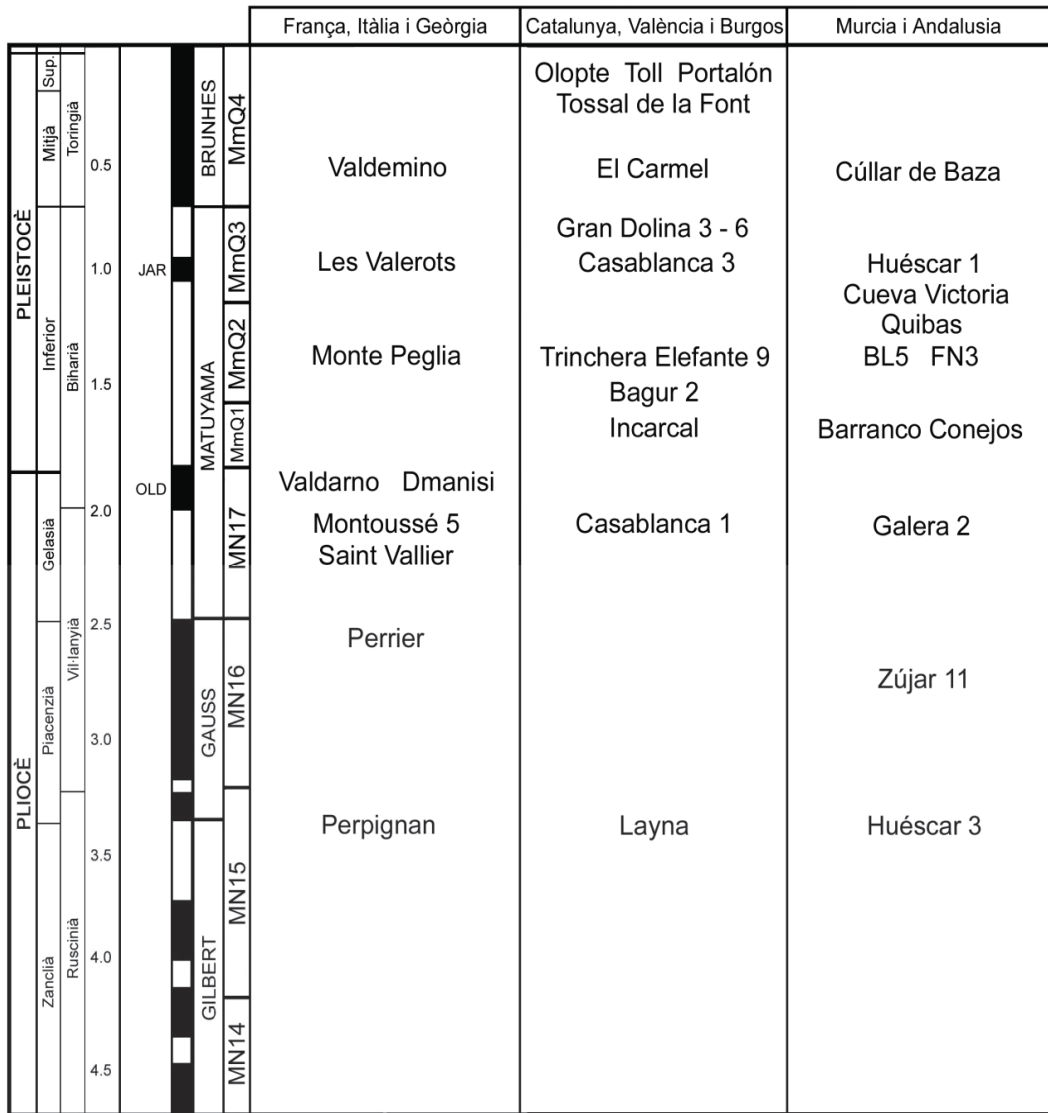 França, Itàlia i Geòrgia
Catalunya, València i Burgos
Murcia i Andalusia
PLEISTOCÈ
PLIOCÈ
Sup.
Mitjà
Inferior
Gelasià
Piacenzià
Zanclià
Toringià
Biharià
Vil·lanyià
Ruscinià
0.5
1.0
1.5
2.0
2.5
3.0
3.5
4.0
4.5
JAR
OLD
BRUNHES
MATUYAMA
GAUSS
GILBERT
MmQ4
MmQ3
MmQ2
MmQ1
MN17
MN16
MN15
MN14
Valdemino
Les Valerots
Monte Peglia
Valdarno Dmanisi
Montoussé 5
Saint Vallier
Perrier
Perpignan
Olopte Toll Portalón
Tossal de la Font
El Carmel
Gran Dolina 3 - 6
Casablanca 3
Trinchera Elefante 9
Bagur 2
Incarcal
Casablanca 1
Layna
Cúllar de Baza
Huéscar 1
Cueva Victoria
Quibas
BL5 FN3
Barranco Conejos
Galera 2
Zújar 11
Huéscar 3